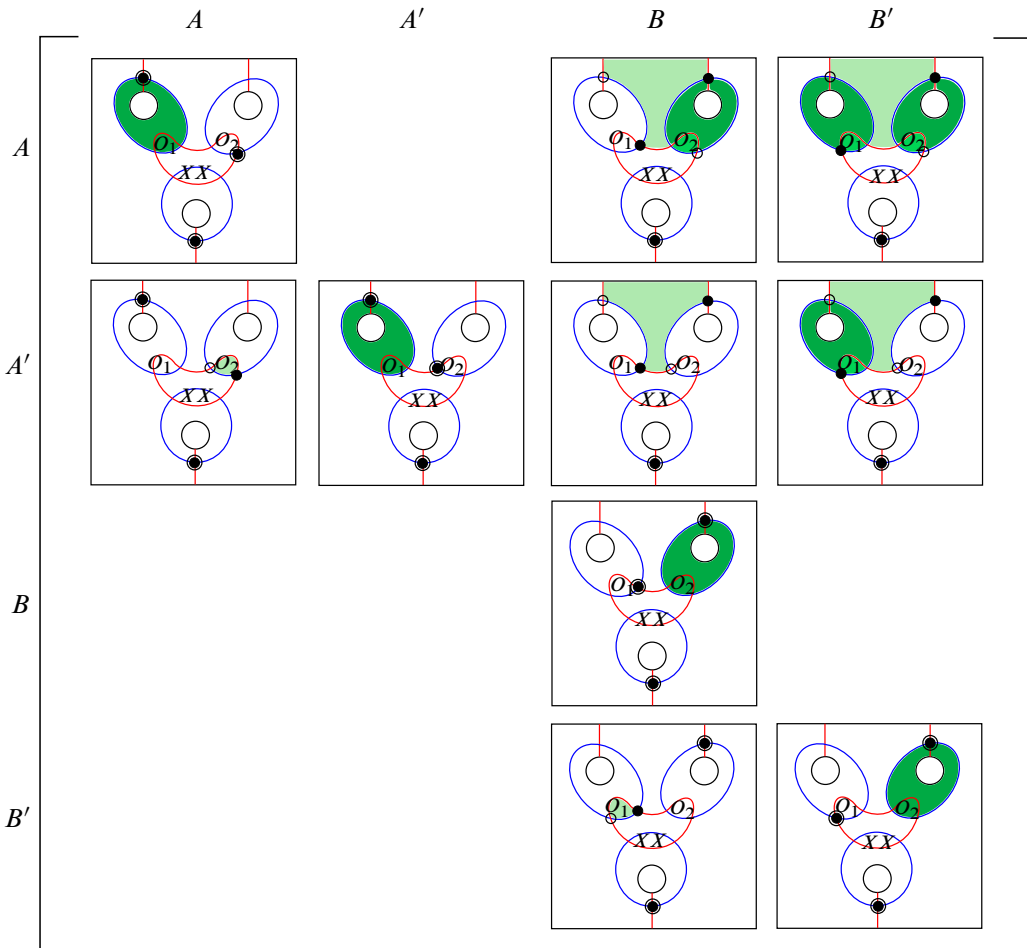 A A′ B B′
A O1 O2 XX O1 O2 XX O1 O2 XX
A′ O1 O2 XX O1 O2 XX O1 O2 XX O1 O2 XX
B O1 O2 XX
B′ O1 O2 XX O1 O2 XX